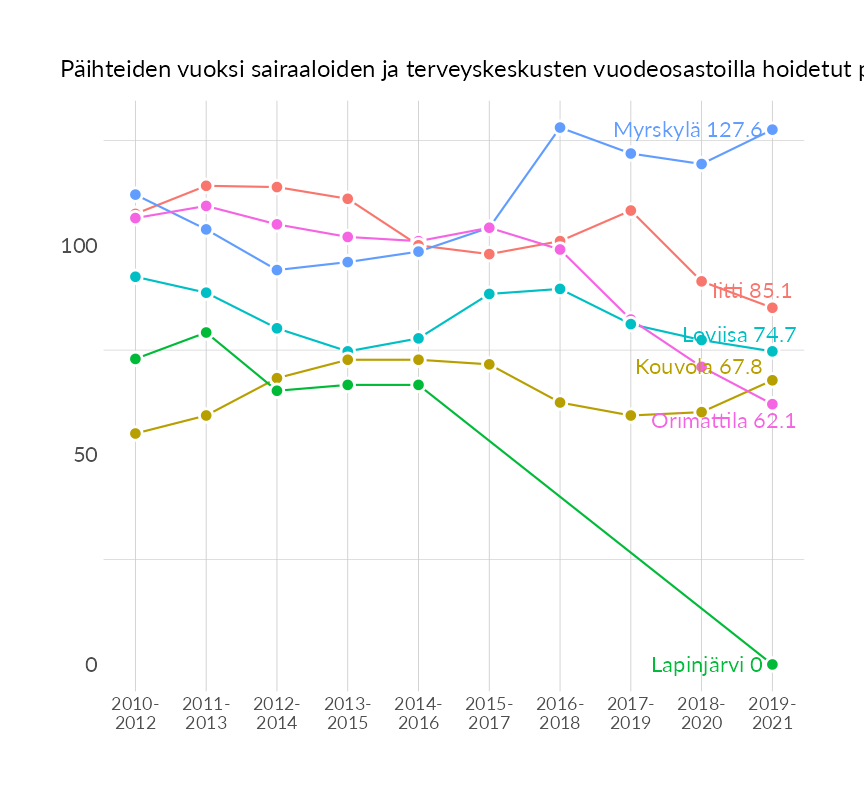 Päihteiden vuoksi sairaaloiden ja terveyskeskusten vuodeosastoilla hoidetut
Myrskylä 127.6
100
Iitti 85.1
Loviisa 74.7
Kouvola 67.8
Orimattila 62.1
50
Lapinjärvi 0
0
2010- 2011- 2012- 2013- 2014- 2015- 2016- 2017- 2018- 2019-
2012 2013 2014 2015 2016 2017 2018 2019 2020 2021